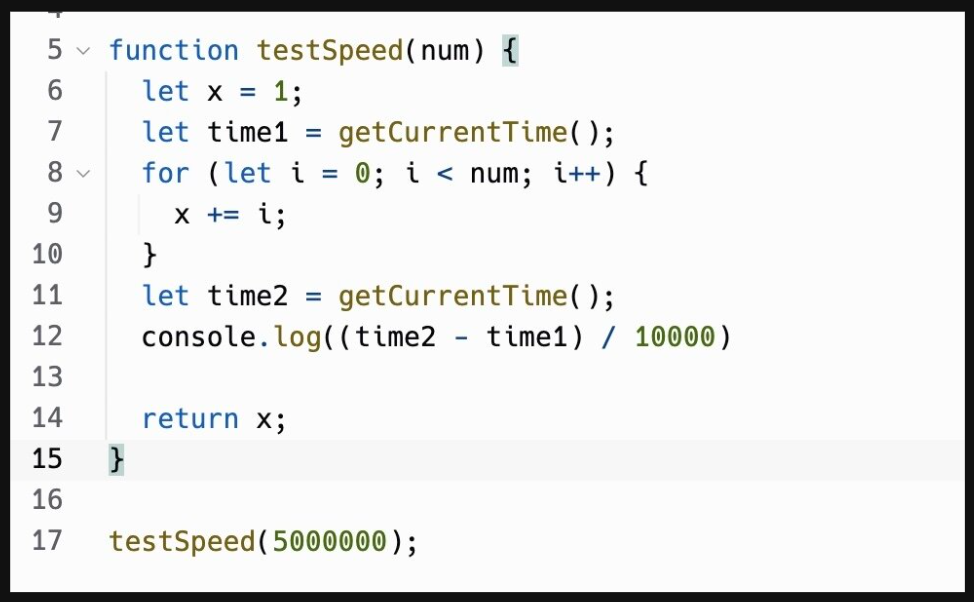 5 function testSpeed(num) {
6 let x = 1;
7 let time1 = getCurrentTime();
8 for (let i = 0; i < num; i++) {
9 x += i;
10 }
11 let time2 = getCurrentTime();
12 console.log((time2 - time1) / 10000)
13
14 return x;
15 }
16
17 testSpeed(5000000);